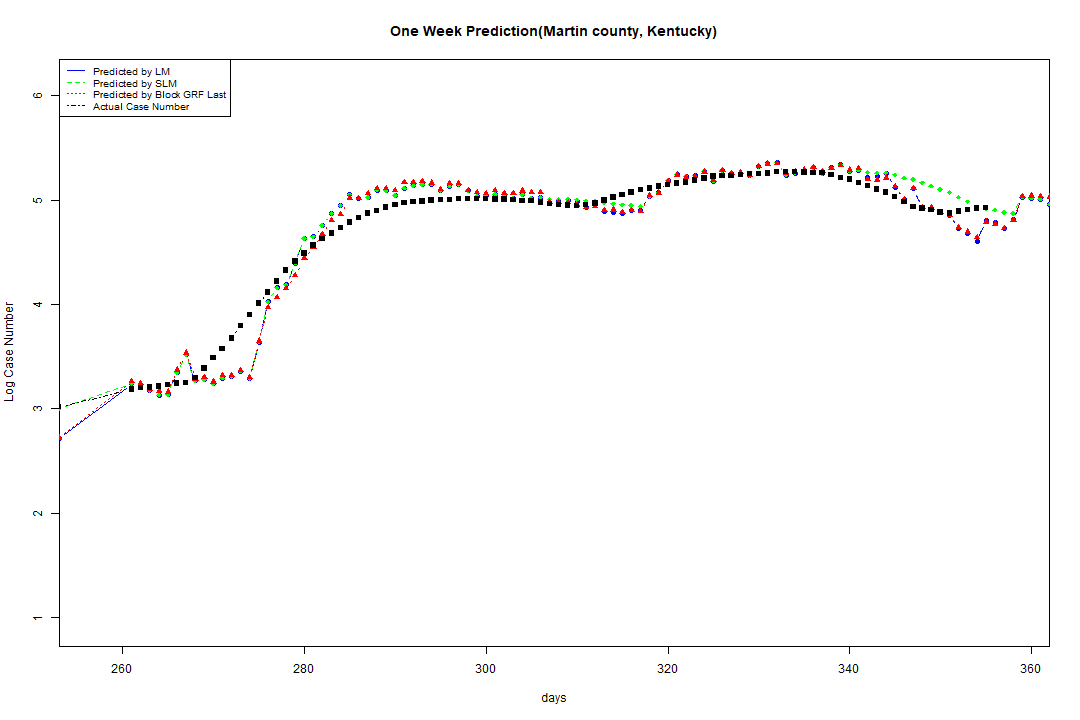 One Week Prediction(Martin county, Kentucky)
Predicted by LM
Predicted by SLM
Predicted by Block GRF Last
Actual Case Number
6
5
4
3
2
1
Log Case Number
260 280 300 320 340 360
days